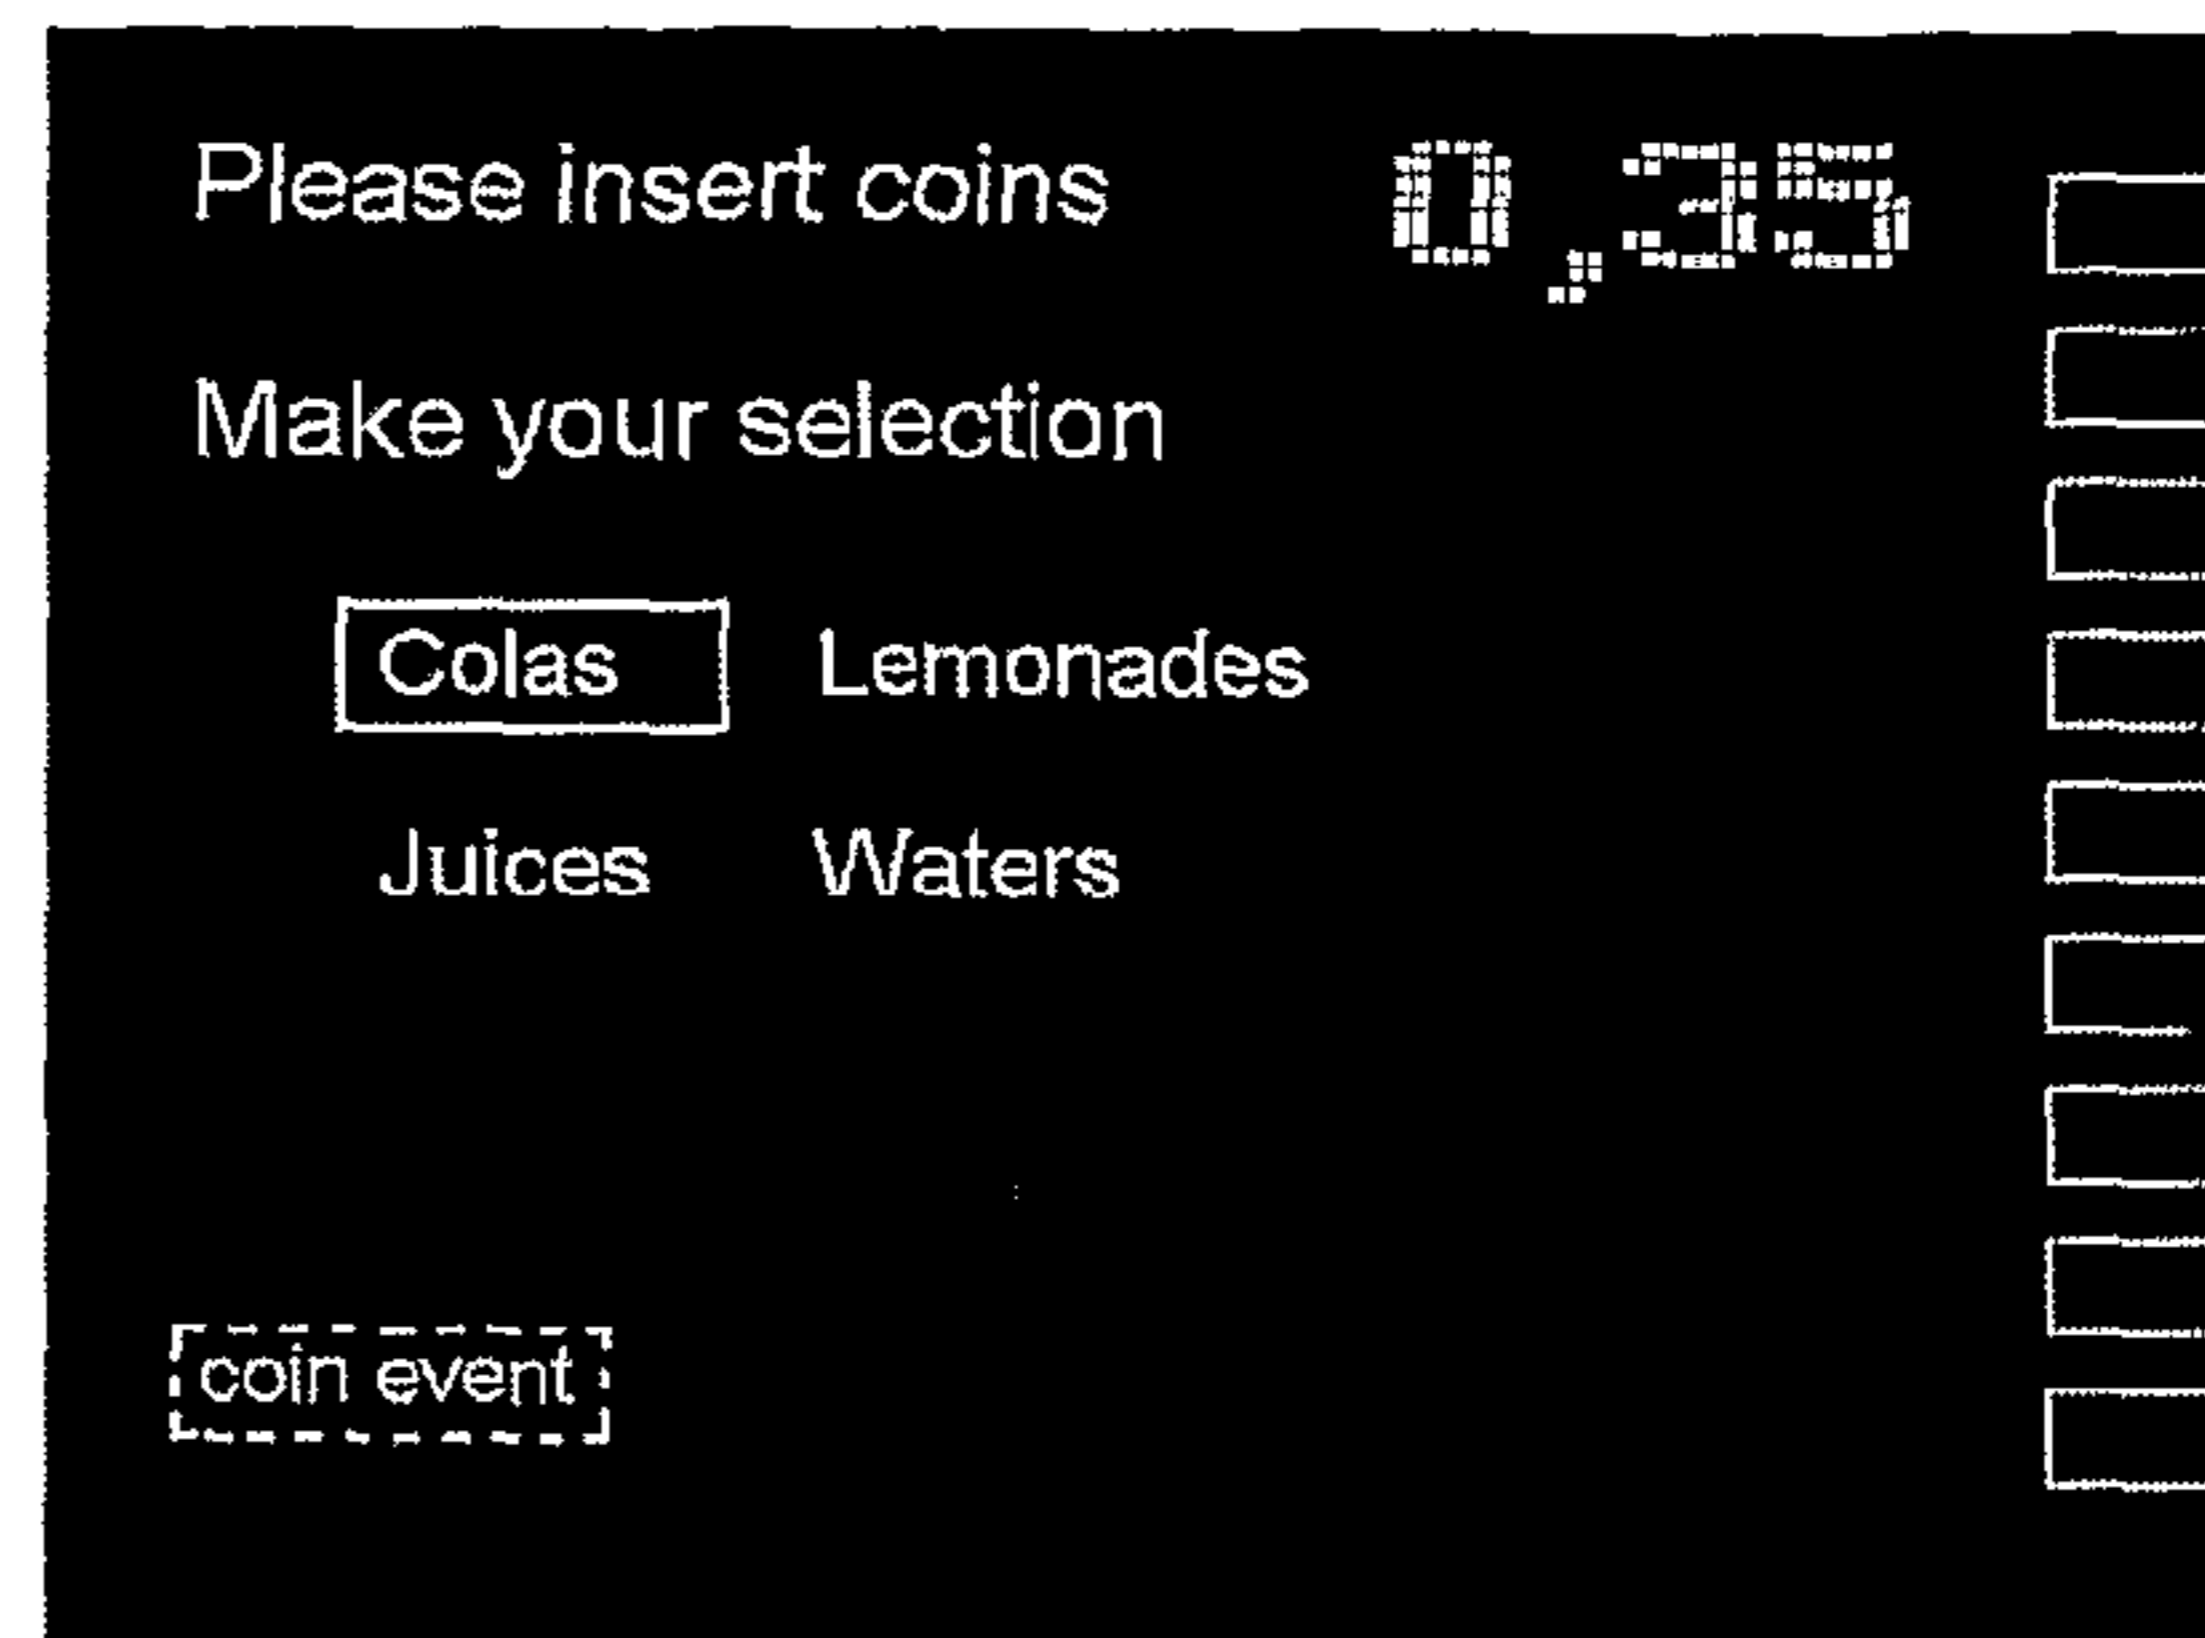 Please insert coins 0,35
Make your selection
Colas Lemonades
Juices Waters
coin event